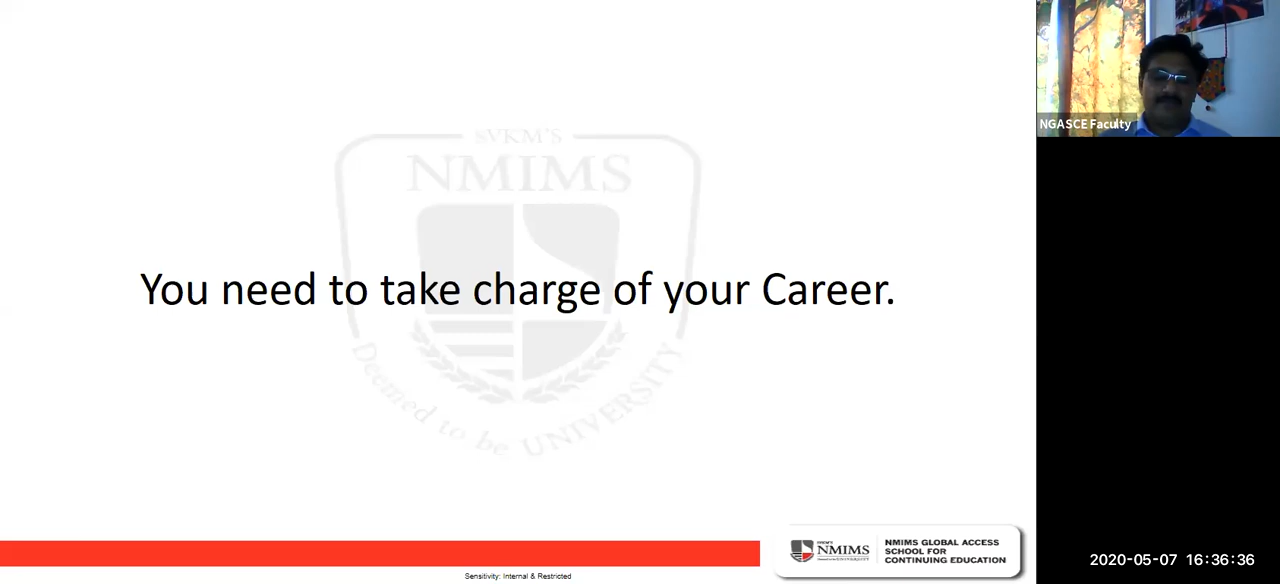 SVKM'S
NMIMS
You need to take charge of your Career.
Deemed to be UNIVERSITY
NGASCE Faculty
NMIMS
NMIMS GLOBAL ACCESS
SCHOOL FOR
CONTINUING EDUCATION
Sensitivity: Internal & Restricted
2020-05-07 16:36:36